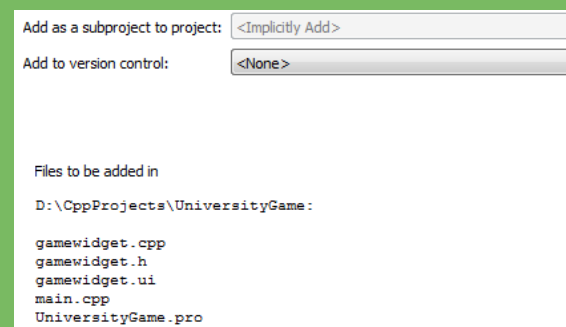 Add as a subproject to project: <Implicitly Add>
Add to version control: <None>
Files to be added in
D:\CppProjects\UniversityGame:
gamewidget.cpp
gamewidget.h
gamewidget.ui
main.cpp
UniversityGame.pro